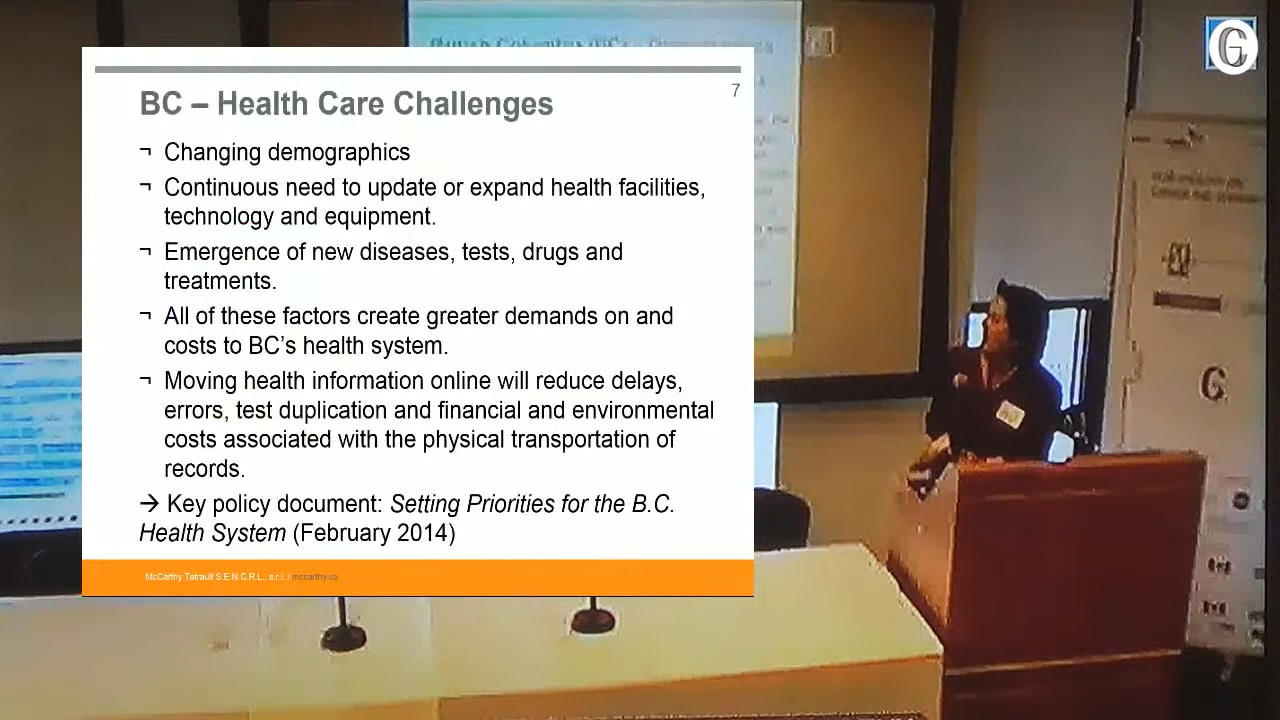 7
BC – Health Care Challenges
¬ Changing demographics
¬ Continuous need to update or expand health facilities,
technology and equipment.
¬ Emergence of new diseases, tests, drugs and
treatments.
¬ All of these factors create greater demands on and
costs to BC’s health system.
¬ Moving health information online will reduce delays,
errors, test duplication and financial and environmental
costs associated with the physical transportation of
records.
→ Key policy document: Setting Priorities for the B.C.
Health System (February 2014)
McCarthy Tétrault S.E.N.C.R.L., s.r.l. / mccarthy.ca
G
G